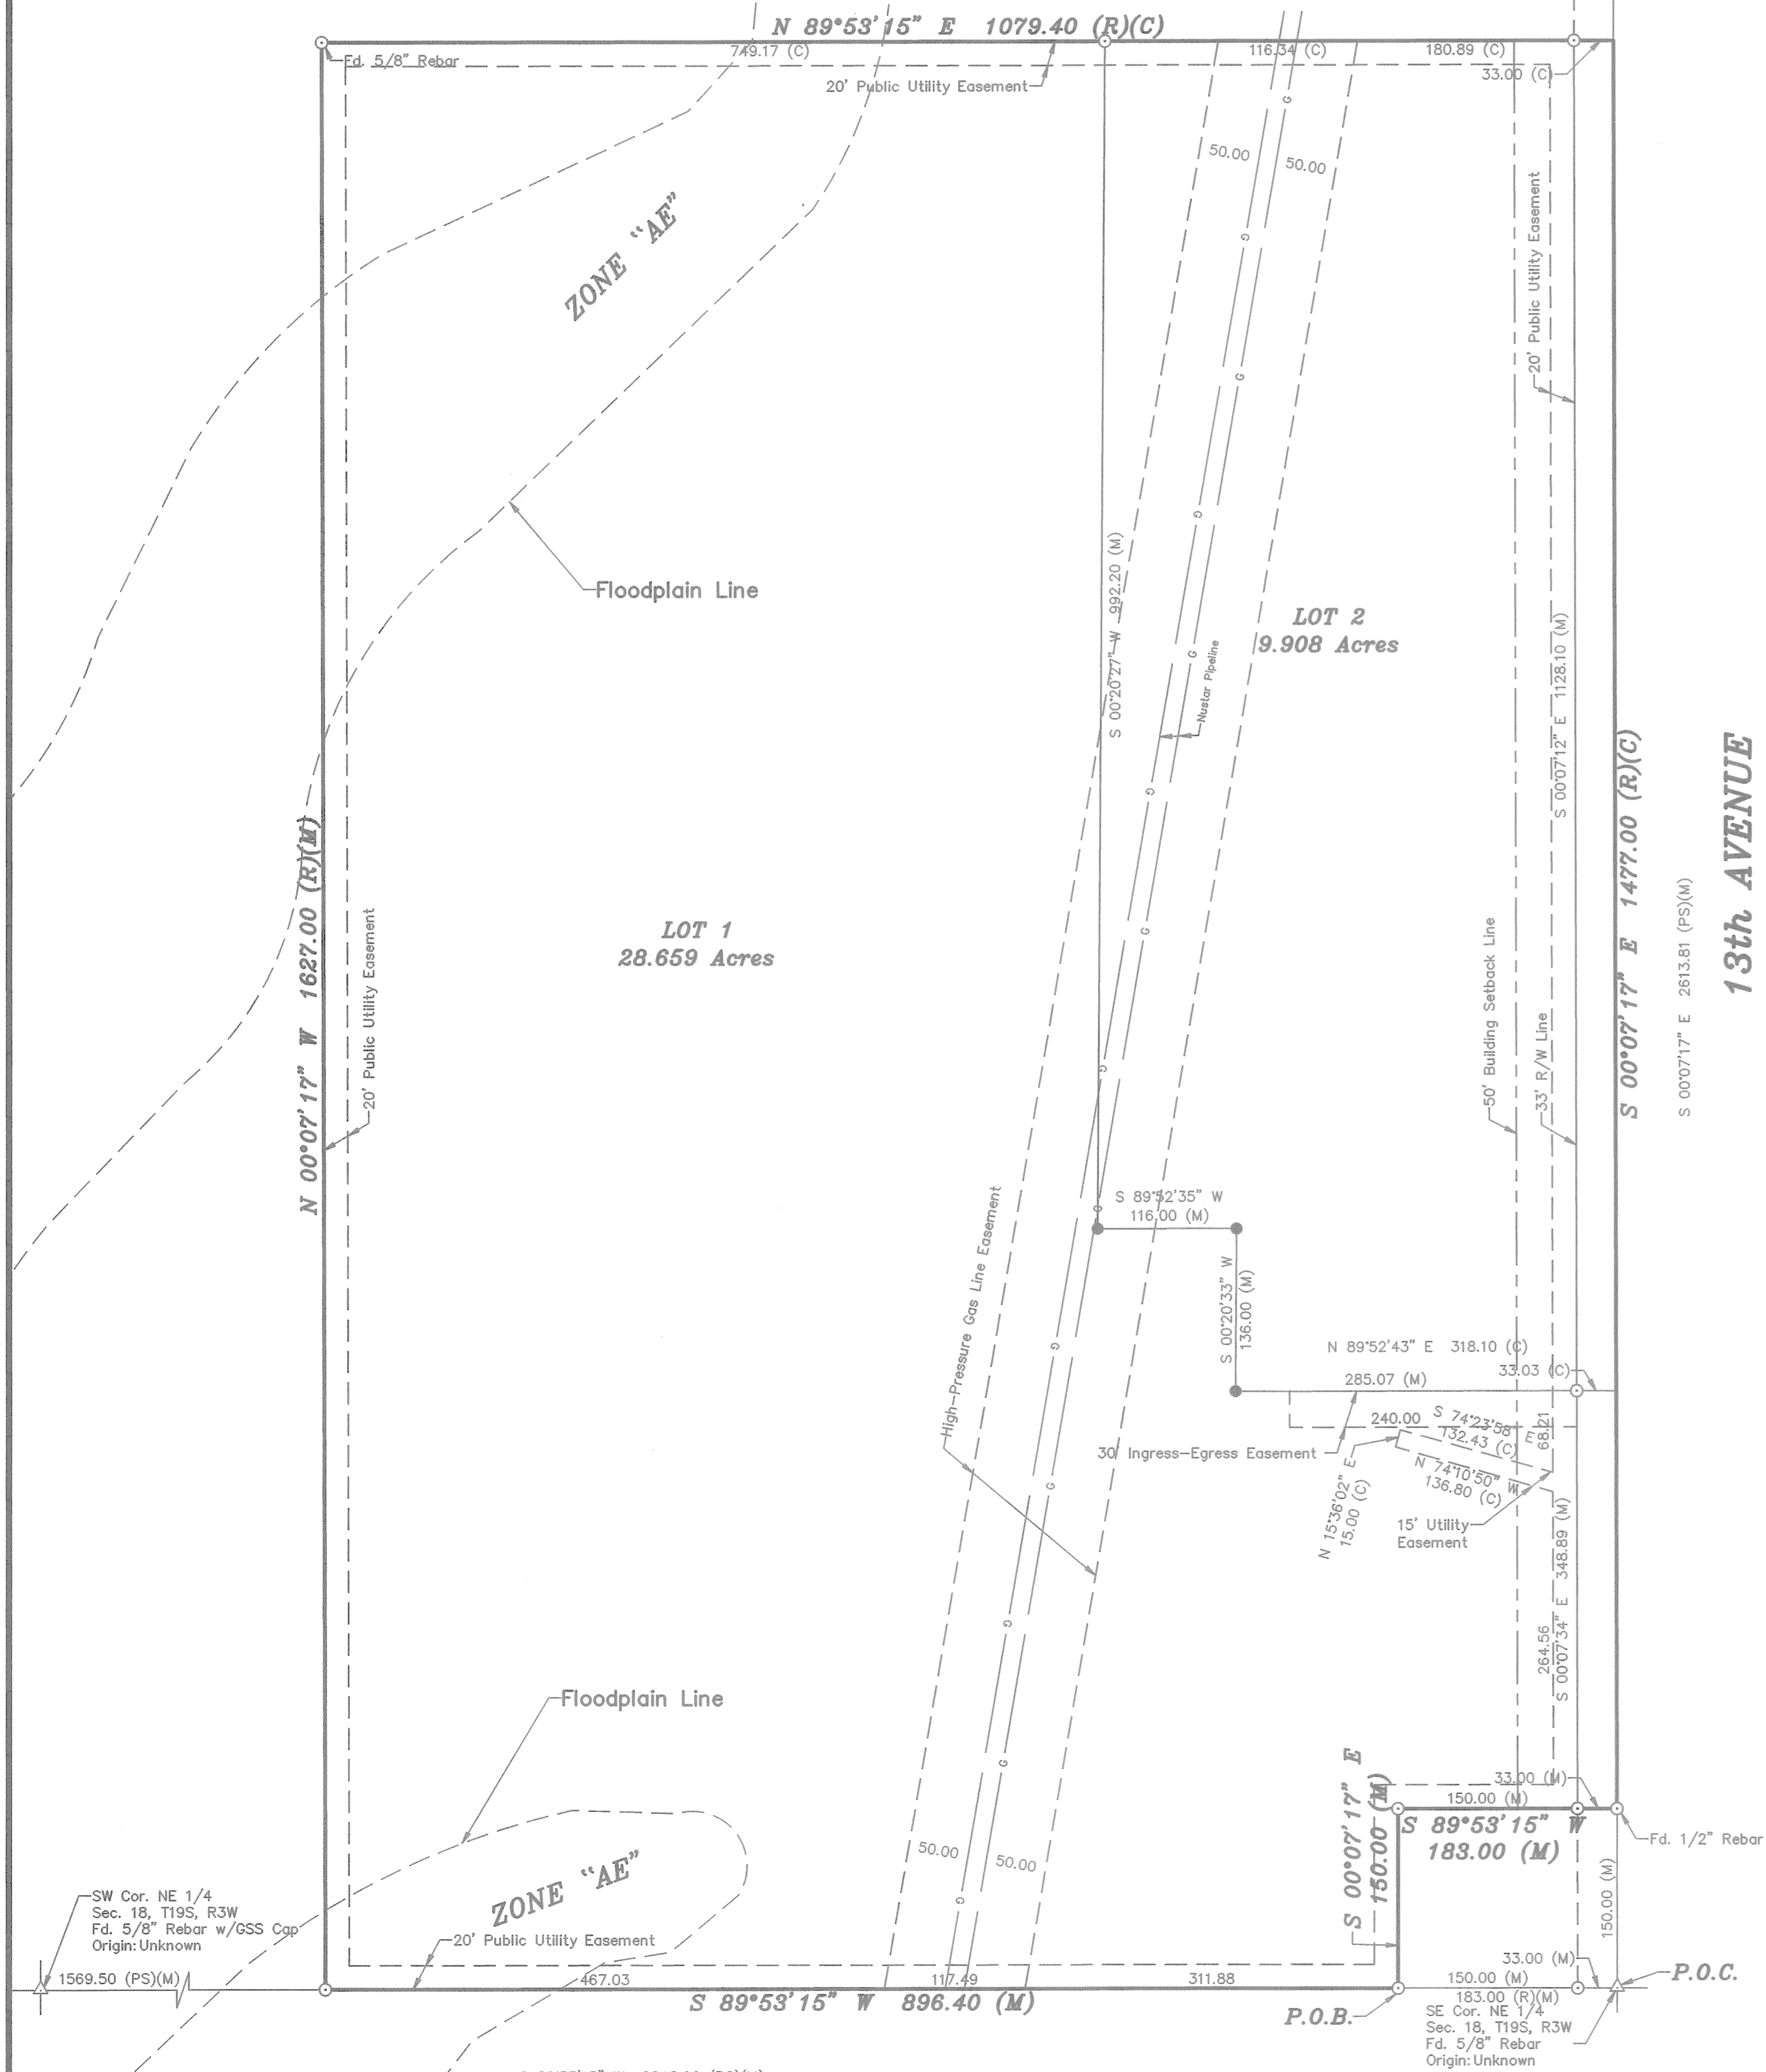 N 89°53'15" E 1079.40 (R)(C)
749.17 (C)
116.34 (C)
180.89 (C)
33.00 (C)
Fd. 5/8" Rebar
20' Public Utility Easement
50.00
50.00
ZONE "AE"
20' Public Utility Easement
Floodplain Line
S 00°20'27" W 992.20 (M)
LOT 2
9.908 Acres
Nustar Pipeline
S 00°07'12" E 1128.10 (M)
S 00°07'17" E 1477.00 (R)(C)
S 00°07'17" E 2613.81 (PS)(M)
13th AVENUE
N 00°07'17" W 1627.00 (R)(M)
20' Public Utility Easement
LOT 1
28.659 Acres
50' Building Setback Line
33' R/W Line
High-Pressure Gas Line Easement
S 89°52'35" W
116.00 (M)
S 00°20'33" W
136.00 (M)
N 89°52'43" E 318.10 (C)
33.03 (C)
285.07 (M)
240.00
S 74°23'58" E
132.43 (C)
68.21
30' Ingress-Egress Easement
N 15°36'02" E
15.00 (C)
N 74°10'50" W
136.80 (C)
15' Utility
Easement
264.56
S 00°07'34" E 348.89 (M)
Floodplain Line
S 00°07'17" E
150.00 (M)
33.00 (M)
150.00 (M)
S 89°53'15" W
183.00 (M)
Fd. 1/2" Rebar
150.00 (M)
50.00
50.00
ZONE "AE"
SW Cor. NE 1/4
Sec. 18, T19S, R3W
Fd. 5/8" Rebar w/GSS Cap
Origin: Unknown
20' Public Utility Easement
1569.50 (PS)(M)
467.03
117.49
311.88
S 89°53'15" W 896.40 (M)
P.O.B.
33.00 (M)
150.00 (M)
183.00 (R)(M)
P.O.C.
SE Cor. NE 1/4
Sec. 18, T19S, R3W
Fd. 5/8" Rebar
Origin: Unknown